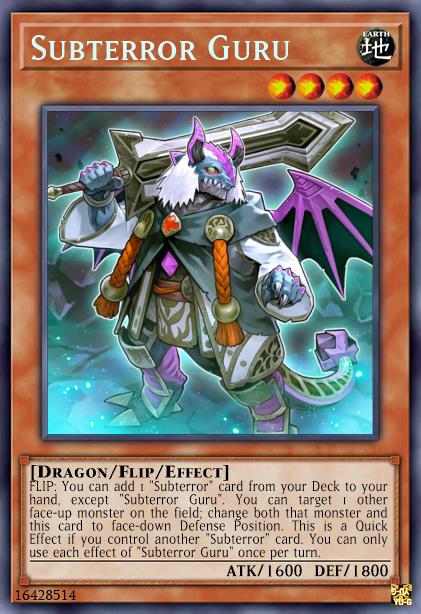 SUBTERROR GURU
EARTH
地
[DRAGON/FLIP/EFFECT]
FLIP: You can add 1 "Subterror" card from your Deck to your
hand, except "Subterror Guru". You can target 1 other
face-up monster on the field; change both that monster and
this card to face-down Defense Position. This is a Quick
Effect if you control another "Subterror" card. You can only
use each effect of "Subterror Guru" once per turn.
ATK/1600 DEF/1800
16428514